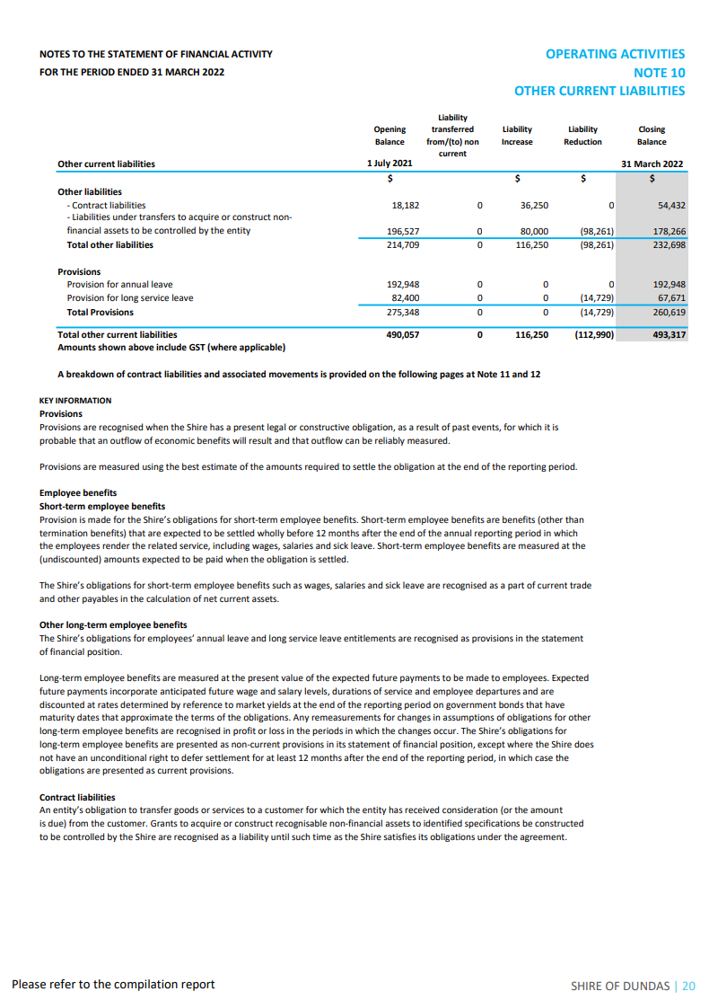 NOTES TO THE STATEMENT OF FINANCIAL ACTIVITY
FOR THE PERIOD ENDED 31 MARCH 2022
OPERATING ACTIVITIES
NOTE 10
OTHER CURRENT LIABILITIES
Other current liabilities
Opening
Balance
1 July 2021
Liability
transferred
from/(to) non
current
Liability
Increase
Liability
Reduction
Closing
Balance
31 March 2022
$ $ $ $
Other liabilities
- Contract liabilities 18,182 0 36,250 0 54,432
- Liabilities under transfers to acquire or construct non-
financial assets to be controlled by the entity 196,527 0 80,000 (98,261) 178,266
Total other liabilities 214,709 0 116,250 (98,261) 232,698
Provisions
Provision for annual leave 192,948 0 0 0 192,948
Provision for long service leave 82,400 0 0 (14,729) 67,671
Total Provisions 275,348 0 0 (14,729) 260,619
Total other current liabilities 490,057 0 116,250 (112,990) 493,317
Amounts shown above include GST (where applicable)
A breakdown of contract liabilities and associated movements is provided on the following pages at Note 11 and 12
KEY INFORMATION
Provisions
Provisions are recognised when the Shire has a present legal or constructive obligation, as a result of past events, for which it is
probable that an outflow of economic benefits will result and that outflow can be reliably measured.
Provisions are measured using the best estimate of the amounts required to settle the obligation at the end of the reporting period.
Employee benefits
Short-term employee benefits
Provision is made for the Shire's obligations for short-term employee benefits. Short-term employee benefits are benefits (other than
termination benefits) that are expected to be settled wholly before 12 months after the end of the annual reporting period in which
the employees render the related service, including wages, salaries and sick leave. Short-term employee benefits are measured at the
(undiscounted) amounts expected to be paid when the obligation is settled.
The Shire's obligations for short-term employee benefits such as wages, salaries and sick leave are recognised as a part of current trade
and other payables in the calculation of net current assets.
Other long-term employee benefits
The Shire's obligations for employees' annual leave and long service leave entitlements are recognised as provisions in the statement
of financial position.
Long-term employee benefits are measured at the present value of the expected future payments to be made to employees. Expected
future payments incorporate anticipated future wage and salary levels, durations of service and employee departures and are
discounted at rates determined by reference to market yields at the end of the reporting period on government bonds that have
maturity dates that approximate the terms of the obligations. Any remeasurements for changes in assumptions of obligations for other
long-term employee benefits are recognised in profit or loss in the periods in which the changes occur. The Shire's obligations for
long-term employee benefits are presented as non-current provisions in its statement of financial position, except where the Shire does
not have an unconditional right to defer settlement for at least 12 months after the end of the reporting period, in which case the
obligations are presented as current provisions.
Contract liabilities
An entity's obligation to transfer goods or services to a customer for which the entity has received consideration (or the amount
is due) from the customer. Grants to acquire or construct recognisable non-financial assets to identified specifications be constructed
to be controlled by the Shire are recognised as a liability until such time as the Shire satisfies its obligations under the agreement.
Please refer to the compilation report
SHIRE OF DUNDAS | 20